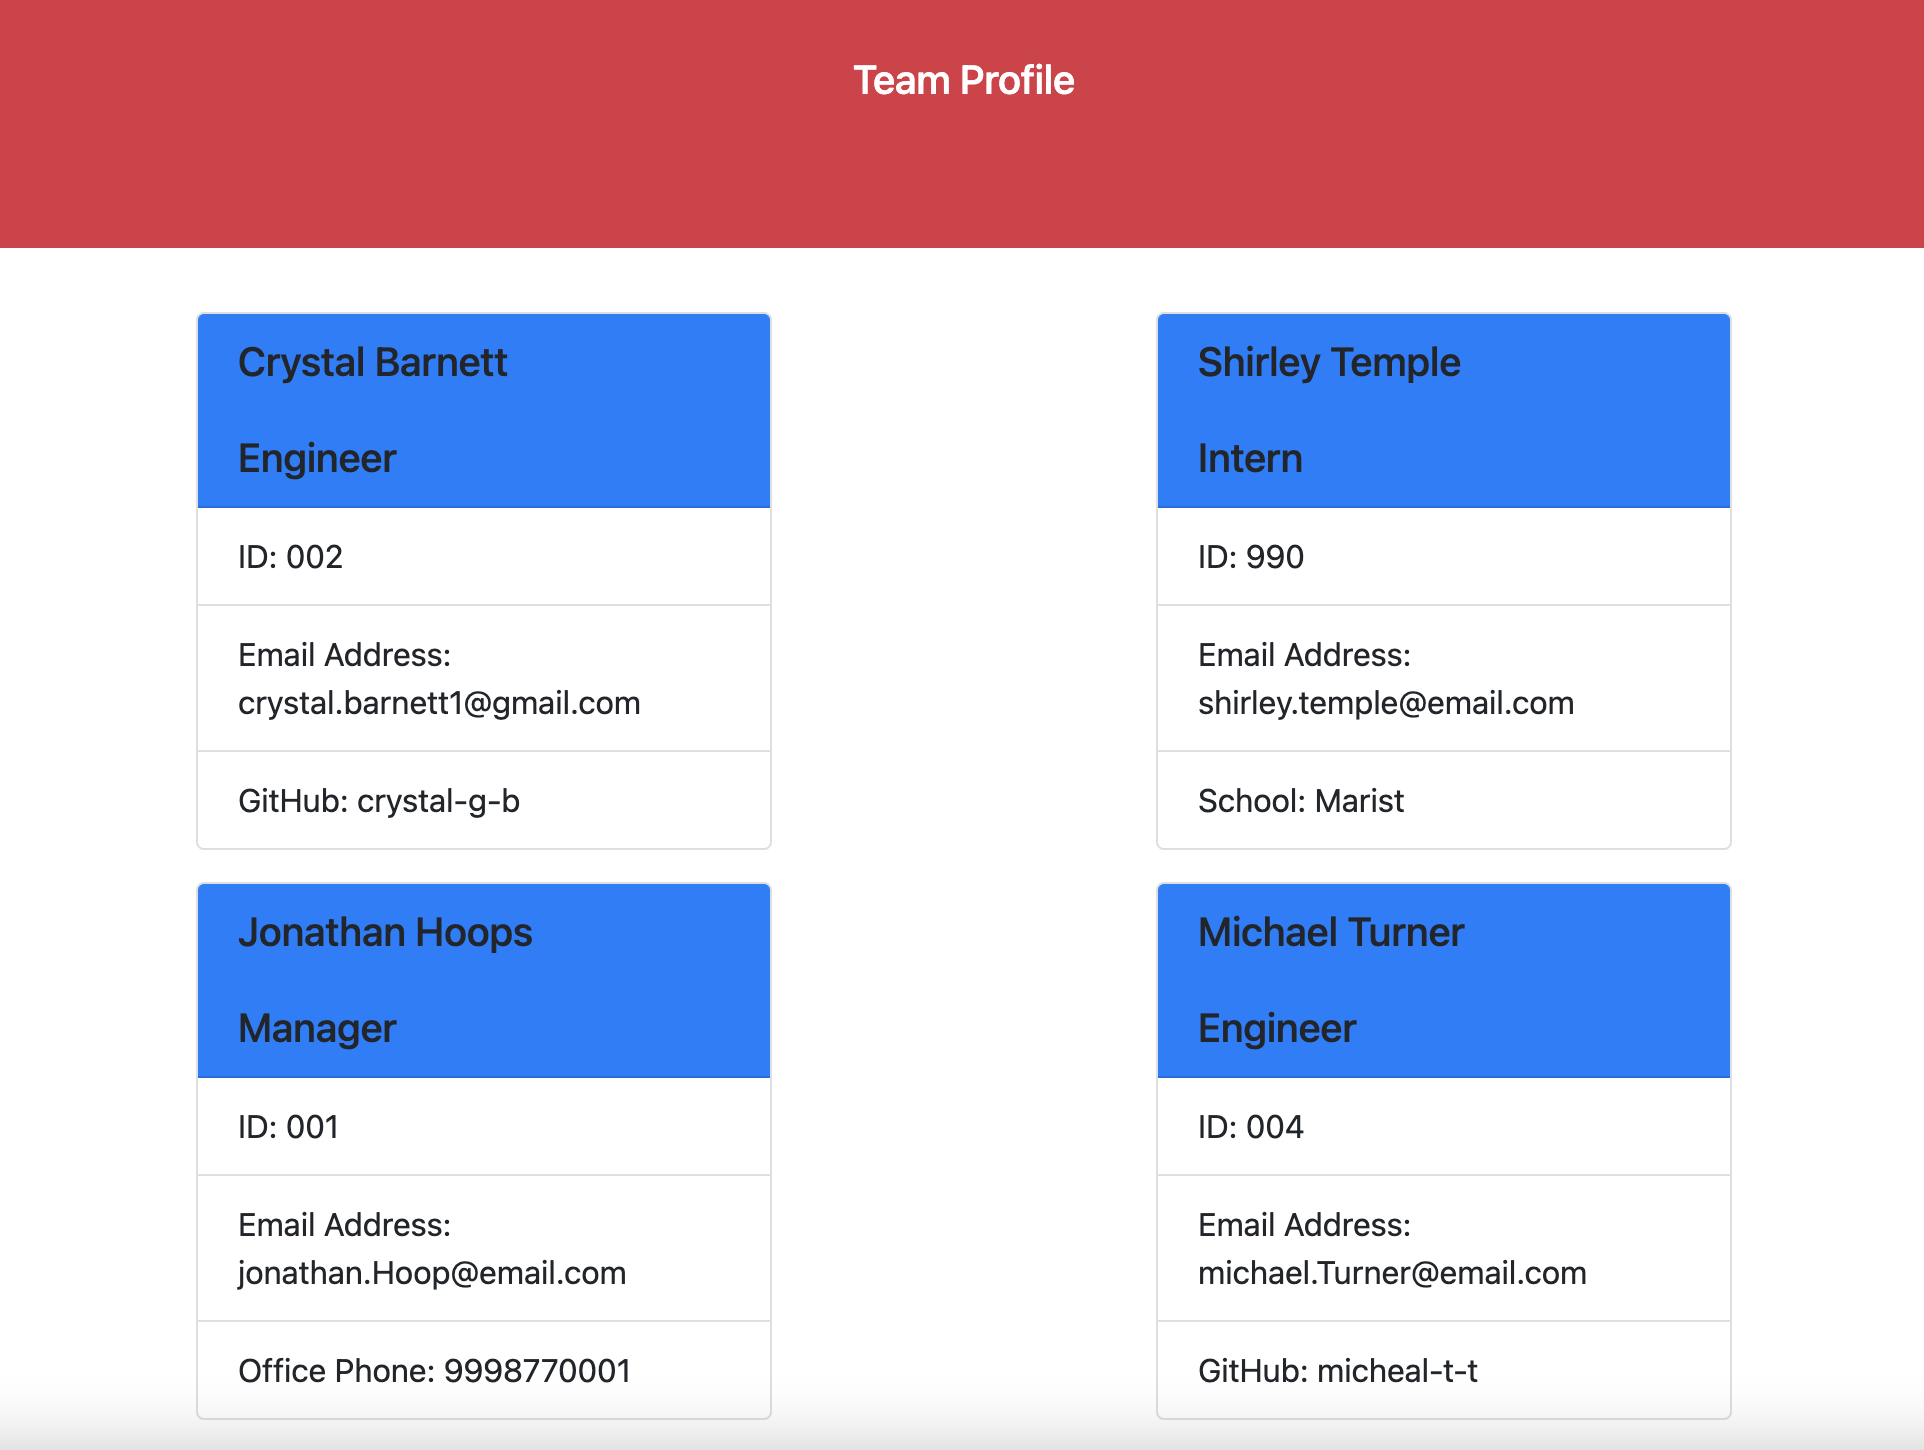 Team Profile
Crystal Barnett
Engineer
ID: 002
Email Address:
crystal.barnett1@gmail.com
GitHub: crystal-g-b
Shirley Temple
Intern
ID: 990
Email Address:
shirley.temple@email.com
School: Marist
Jonathan Hoops
Manager
ID: 001
Email Address:
jonathan.Hoop@email.com
Office Phone: 9998770001
Michael Turner
Engineer
ID: 004
Email Address:
michael.Turner@email.com
GitHub: micheal-t-t